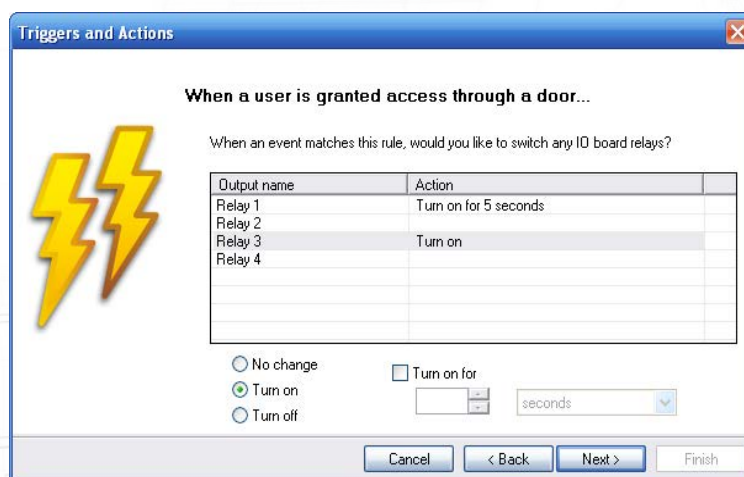 Triggers and Actions
When a user is granted access through a door...
When an event matches this rule, would you like to switch any IO board relays?
Output name Action
Relay 1 Turn on for 5 seconds
Relay 2
Relay 3 Turn on
Relay 4
No change
Turn on
Turn off
Turn on for
seconds
Cancel < Back Next > Finish